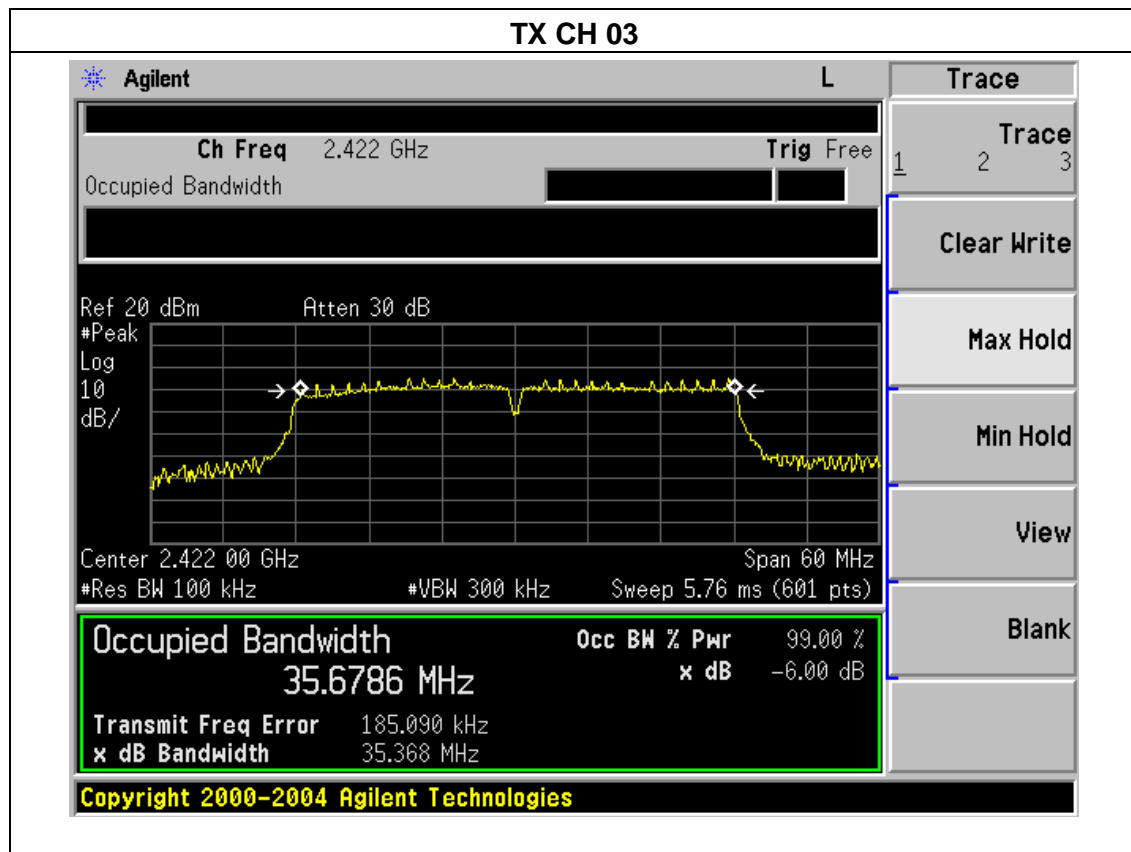 TX CH 03
Agilent L Trace
Ch Freq 2.422 GHz Trig Free
Occupied Bandwidth
Trace
1 2 3
Clear Write
Max Hold
Min Hold
View
Blank
Ref 20 dBm Atten 30 dB
#Peak
Log
10
dB/
Center 2.422 00 GHz Span 60 MHz
#Res BW 100 kHz #VBW 300 kHz Sweep 5.76 ms (601 pts)
Occupied Bandwidth Occ BW % Pwr 99.00 %
35.6786 MHz x dB -6.00 dB
Transmit Freq Error 185.090 kHz
x dB Bandwidth 35.368 MHz
Copyright 2000-2004 Agilent Technologies